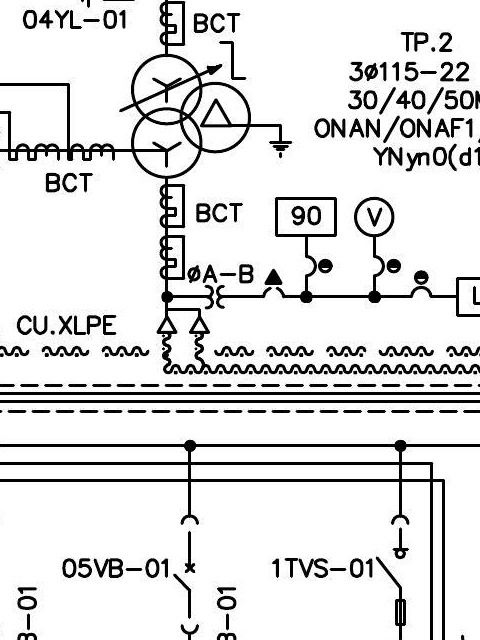 04YL-01
BCT
TP.2
3ø115-22
30/40/50M
ONAN/ONAF1/
YNyn0(d1
BCT
BCT
90
V
øA-B
CU.XLPE
05VB-01
1TVS-01
B-01
B-01